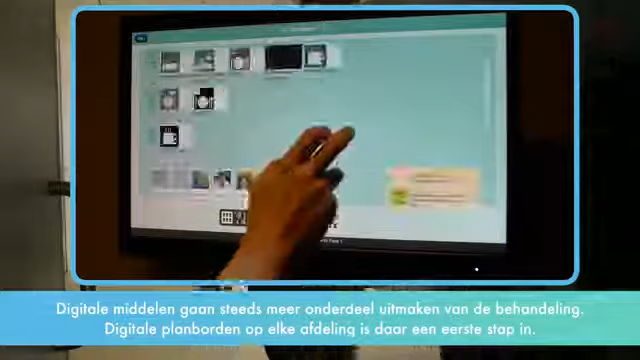 Digitale middelen gaan steeds meer onderdeel uitmaken van de behandeling.
Digitale planborden op elke afdeling is daar een eerste stap in.